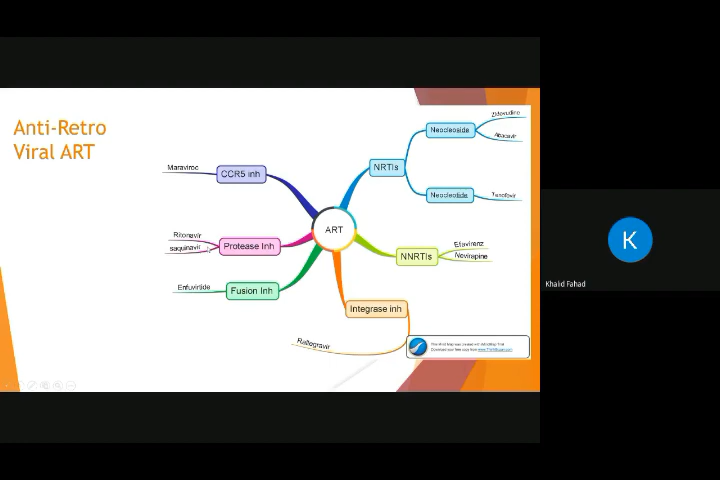 Anti-Retro
Viral ART
Maraviroc
CCR5 inh
Ritonavir
saquinavir
Protease Inh
Enfuvirtide
Fusion Inh
ART
NRTIs
Neocleoside
Zidovudine
Abacavir
Neocleotide
Tenofovir
NNRTIs
Efavirenz
Nevirapine
Integrase inh
Raltegravir
K
Khalid Fahad